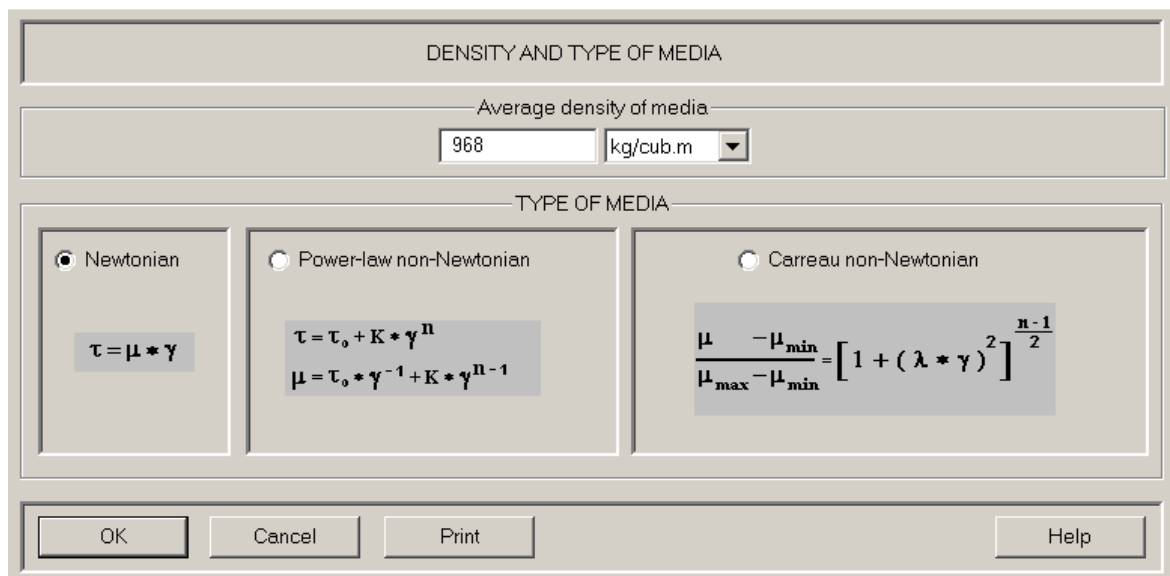 DENSITY AND TYPE OF MEDIA
Average density of media
968 kg/cub.m
TYPE OF MEDIA
Newtonian
τ = μ * γ
Power-law non-Newtonian
τ = τₒ + K * γⁿ
μ = τₒ * γ⁻¹ + K * γⁿ⁻¹
Carreau non-Newtonian
μ - μmin / μmax - μmin = [1 + (λ * γ)²]^((n-1)/2)
OK Cancel Print Help